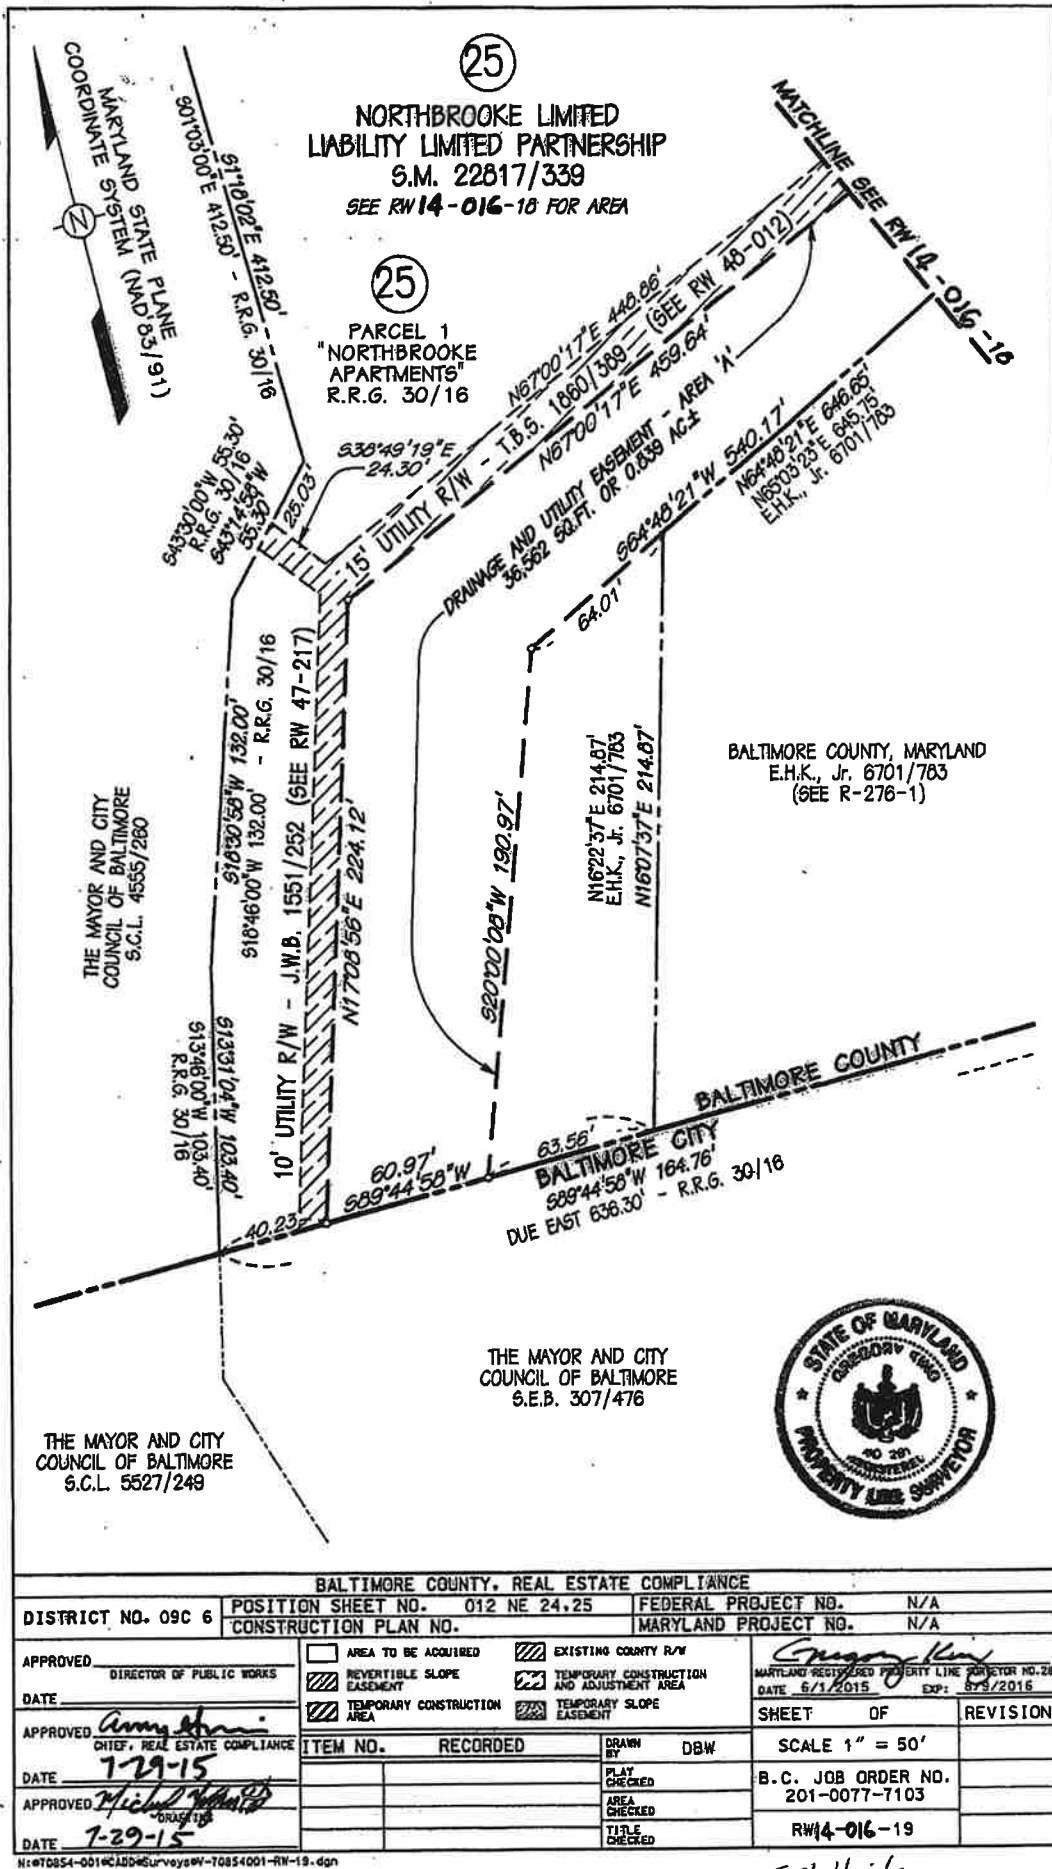 25
NORTHBROOKE LIMITED
LIABILITY LIMITED PARTNERSHIP
S.M. 22817/339
SEE RW 14-016-18 FOR AREA
MARYLAND STATE PLANE
COORDINATE SYSTEM (NAD'83/91)
N
S01°03'00"E 412.50' - R.R.G. 30/16
S1°18'02"E 412.50'
MATCHLINE SEE RW 14-016-18
25
PARCEL 1
"NORTHBROOKE
APARTMENTS"
R.R.G. 30/16
N67°00'17"E 448.86'
15' UTILITY R/W - T.B.S. 1860/389 (SEE RW 48-012)
N67°00'17"E 459.64'
S38°49'19"E
24.30'
S43°30'00"W 55.30'
R.R.G. 30/16
S43°14'58"W
55.30'
25.03'
DRAINAGE AND UTILITY EASEMENT - AREA 'A'
36,562 SQ.FT. OR 0.839 AC.±
S64°48'21"W 540.17'
N64°48'21"E 646.65'
N65°03'23"E 645.75'
E.H.K., Jr. 6701/783
64.01'
S18°30'58"W 132.00'
S18°46'00"W 132.00' - R.R.G. 30/16
10' UTILITY R/W - J.W.B. 1551/252 (SEE RW 47-217)
N17°08'56"E 224.12'
S20°00'08"W 190.97'
N16°22'37"E 214.87'
E.H.K., Jr. 6701/783
N16°07'37"E 214.87'
BALTIMORE COUNTY, MARYLAND
E.H.K., Jr. 6701/783
(SEE R-276-1)
THE MAYOR AND CITY
COUNCIL OF BALTIMORE
S.C.L. 4555/260
S13°31'04"W 103.40'
S13°46'00"W 103.40'
R.R.G. 30/16
BALTIMORE COUNTY
BALTIMORE CITY
63.56'
60.97'
S89°44'58"W
S89°44'58"W 164.76'
DUE EAST 636.30' - R.R.G. 30/16
40.23
THE MAYOR AND CITY
COUNCIL OF BALTIMORE
S.E.B. 307/476
THE MAYOR AND CITY
COUNCIL OF BALTIMORE
S.C.L. 5527/249
STATE OF MARYLAND
GREGORY KING
NO 281
REGISTERED
PROPERTY LINE SURVEYOR
BALTIMORE COUNTY. REAL ESTATE COMPLIANCE
DISTRICT NO. 09C 6
POSITION SHEET NO. 012 NE 24.25
FEDERAL PROJECT NO. N/A
CONSTRUCTION PLAN NO.
MARYLAND PROJECT NO. N/A
APPROVED
DIRECTOR OF PUBLIC WORKS
DATE
AREA TO BE ACQUIRED
EXISTING COUNTY R/W
REVERTIBLE SLOPE EASEMENT
TEMPORARY CONSTRUCTION AND ADJUSTMENT AREA
TEMPORARY CONSTRUCTION AREA
TEMPORARY SLOPE EASEMENT
Gregory King
MARYLAND REGISTERED PROPERTY LINE SURVEYOR NO.28
DATE 6/1/2015 EXP:
SHEET OF
REVISION
APPROVED
CHIEF. REAL ESTATE COMPLIANCE
DATE 7-29-15
ITEM NO. RECORDED
DRAWN BY DBW
SCALE 1" = 50'
PLAT CHECKED
B.C. JOB ORDER NO.
201-0077-7103
APPROVED
DRAFTING
DATE 7-29-15
AREA CHECKED
TITLE CHECKED
RW14-016-19